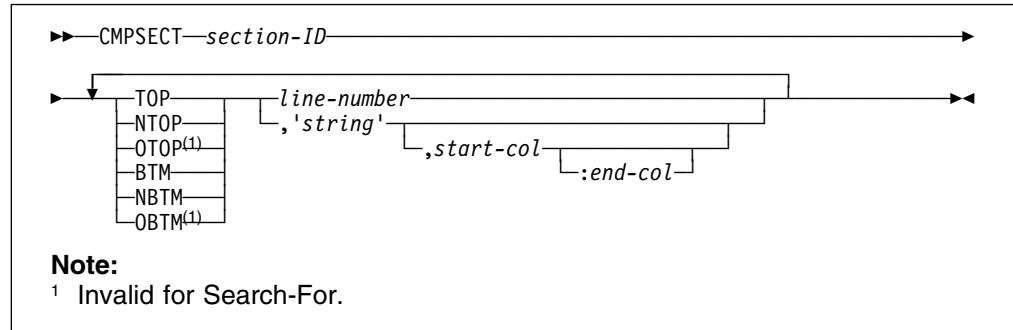 CMPSECT section-ID
TOP line-number
NTOP ,'string'
OTOP(1) ,start-col
BTM :end-col
NBTM
OBTM(1)
Note:
1 Invalid for Search-For.